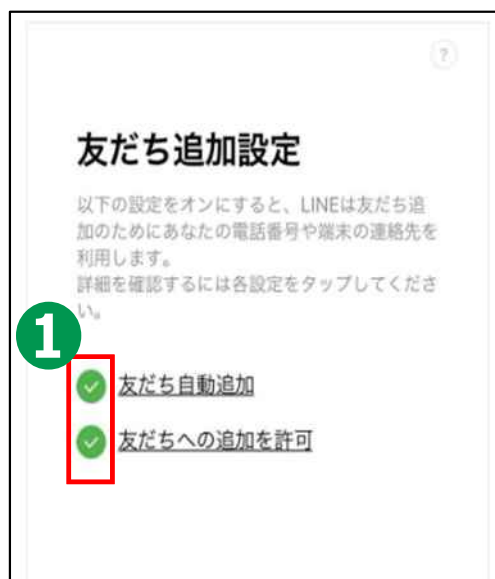 ?
友だち追加設定
以下の設定をオンにすると、LINEは友だち追
加のためにあなたの電話番号や端末の連絡先を
利用します。
詳細を確認するには各設定をタップしてくださ
い。
1
友だち自動追加
友だちへの追加を許可